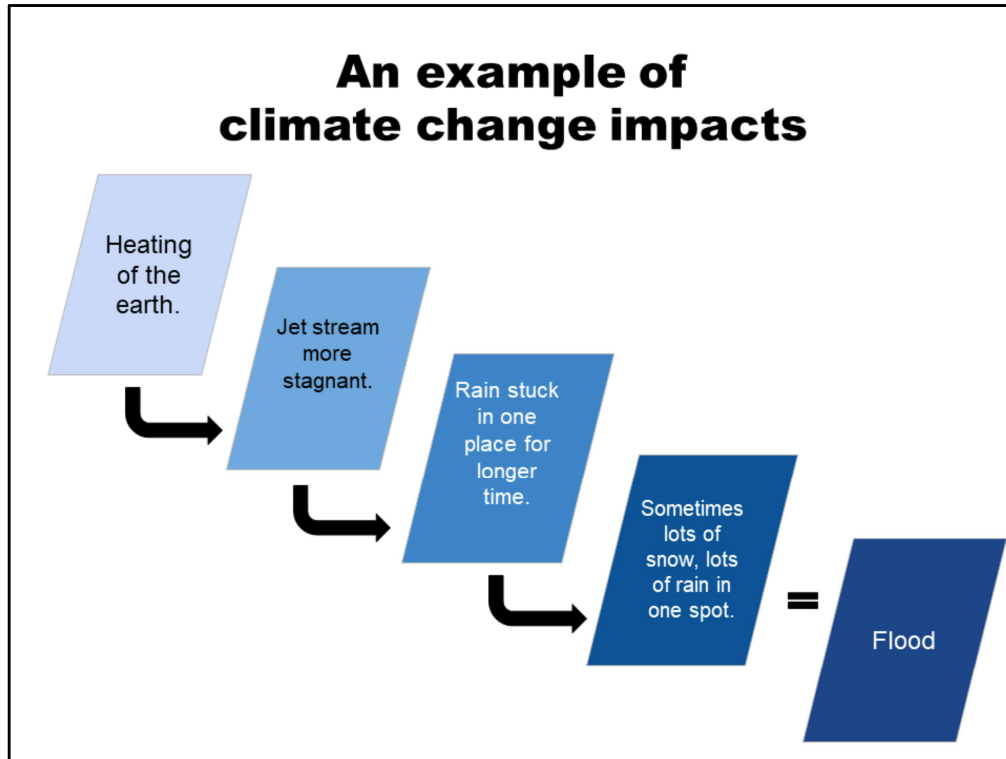 An example of
climate change impacts
Heating
of the
earth.
Jet stream
more
stagnant.
Rain stuck
in one
place for
longer
time.
Sometimes
lots of
snow, lots
of rain in
one spot.
=
Flood